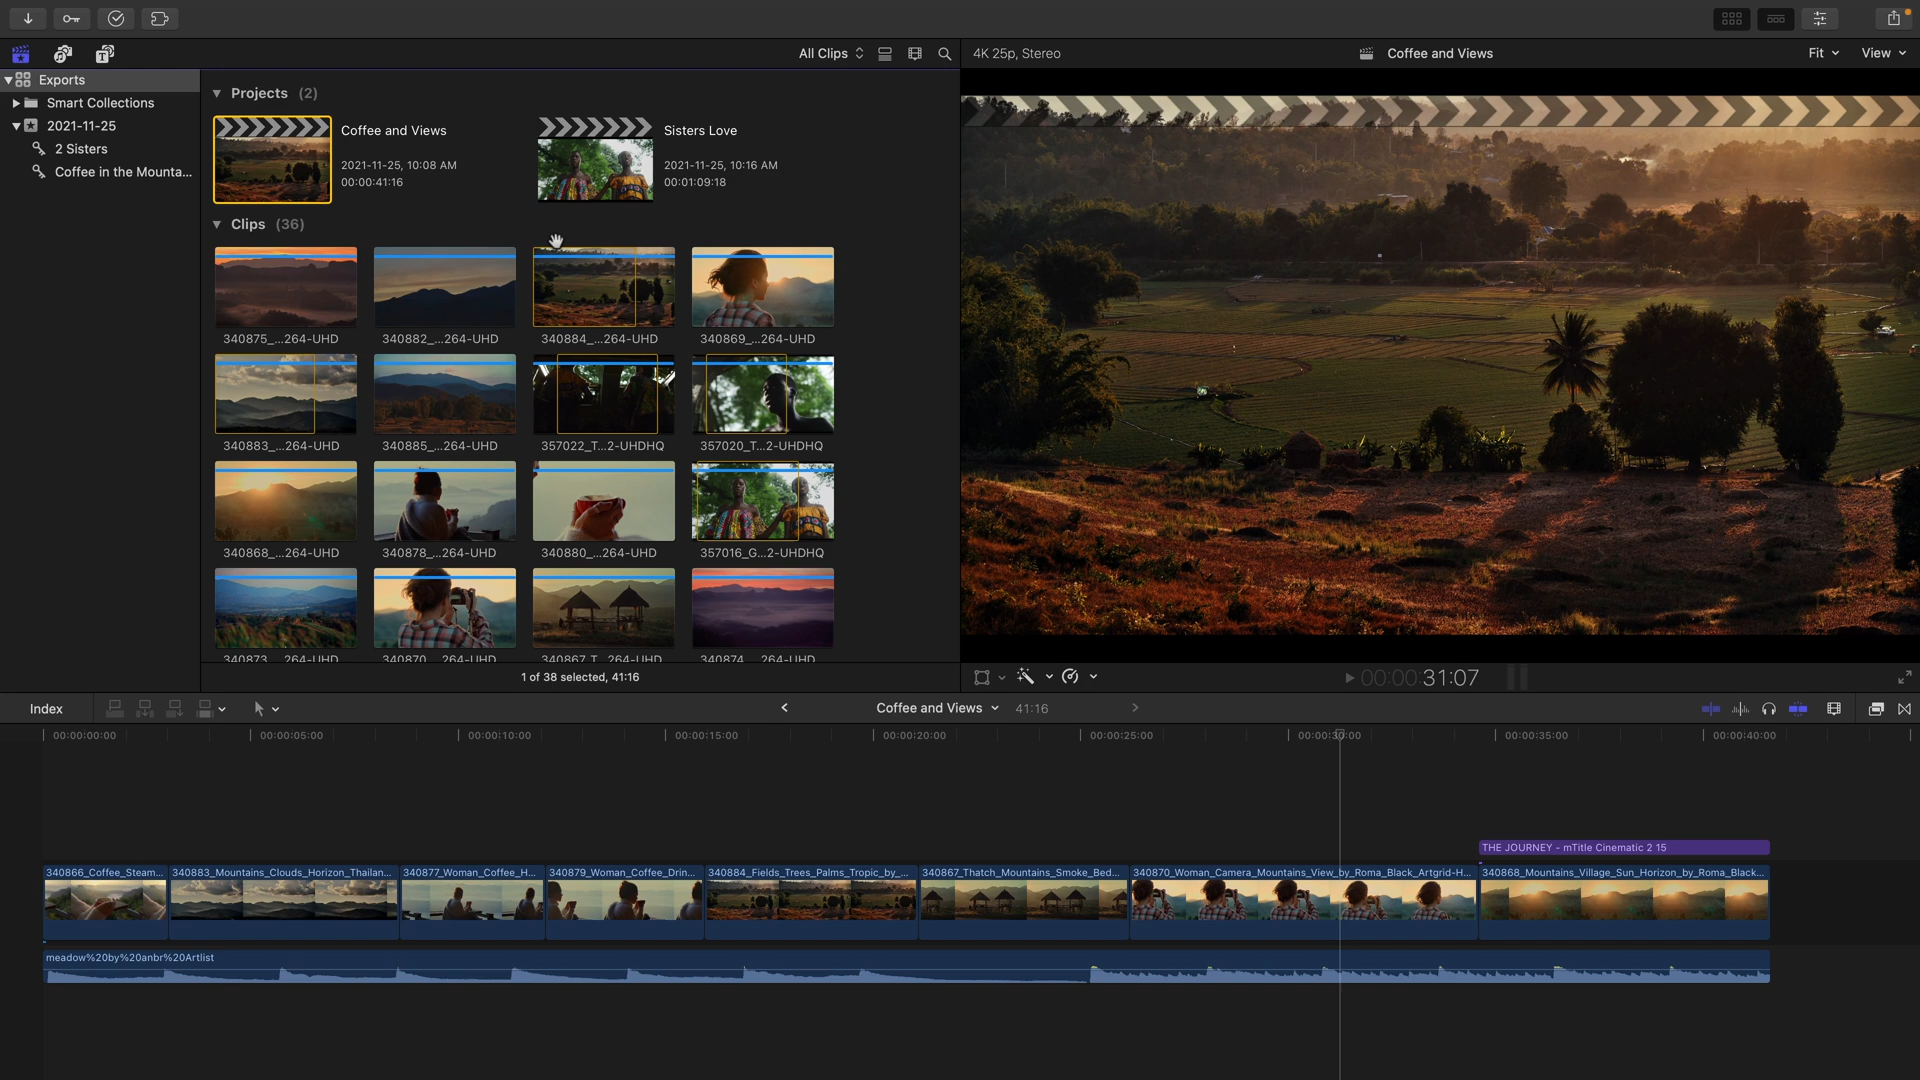 All Clips
4K 25p, Stereo
Coffee and Views
Fit
View
Exports
Smart Collections
2021-11-25
2 Sisters
Coffee in the Mounta...
Projects (2)
Coffee and Views
2021-11-25, 10:08 AM
00:00:41:16
Sisters Love
2021-11-25, 10:16 AM
00:01:09:18
Clips (36)
340875_...264-UHD
340882_...264-UHD
340884_...264-UHD
340869_...264-UHD
340883_...264-UHD
340885_...264-UHD
357022_T...2-UHDHQ
357020_T...2-UHDHQ
340868_...264-UHD
340878_...264-UHD
340880_...264-UHD
357016_G...2-UHDHQ
340873_...264-UHD
340870_...264-UHD
340867_T...264-UHD
340874_...264-UHD
1 of 38 selected, 41:16
00:00:31:07
Index
Coffee and Views
41:16
00:00:00:00
00:00:05:00
00:00:10:00
00:00:15:00
00:00:20:00
00:00:25:00
00:00:30:00
00:00:35:00
00:00:40:00
THE JOURNEY - mTitle Cinematic 2 15
340866_Coffee_Steam...
340883_Mountains_Clouds_Horizon_Thailan...
340877_Woman_Coffee_H...
340879_Woman_Coffee_Drin...
340884_Fields_Trees_Palms_Tropic_by_...
340867_Thatch_Mountains_Smoke_Bed...
340870_Woman_Camera_Mountains_View_by_Roma_Black_Artgrid-H...
340868_Mountains_Village_Sun_Horizon_by_Roma_Black...
meadow%20by%20anbr%20Artlist